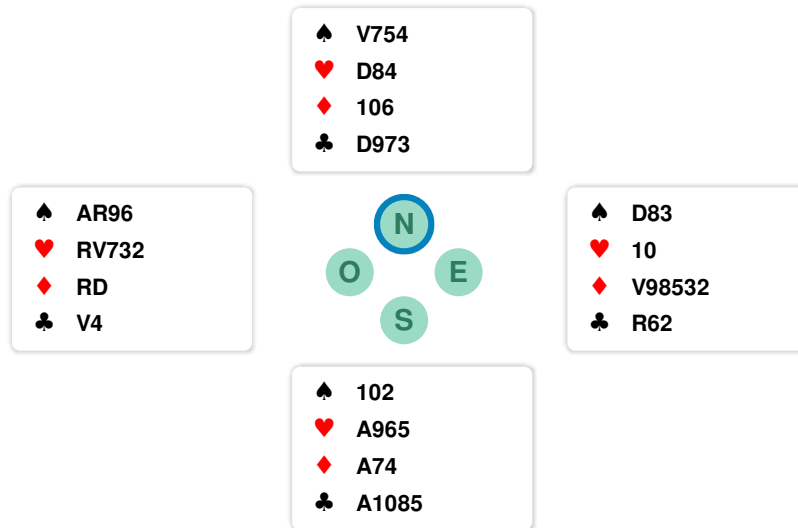 ♠ V754
♥ D84
♦ 106
♣ D973
♠ AR96
♥ RV732
♦ RD
♣ V4
N
O E
S
♠ D83
♥ 10
♦ V98532
♣ R62
♠ 102
♥ A965
♦ A74
♣ A1085